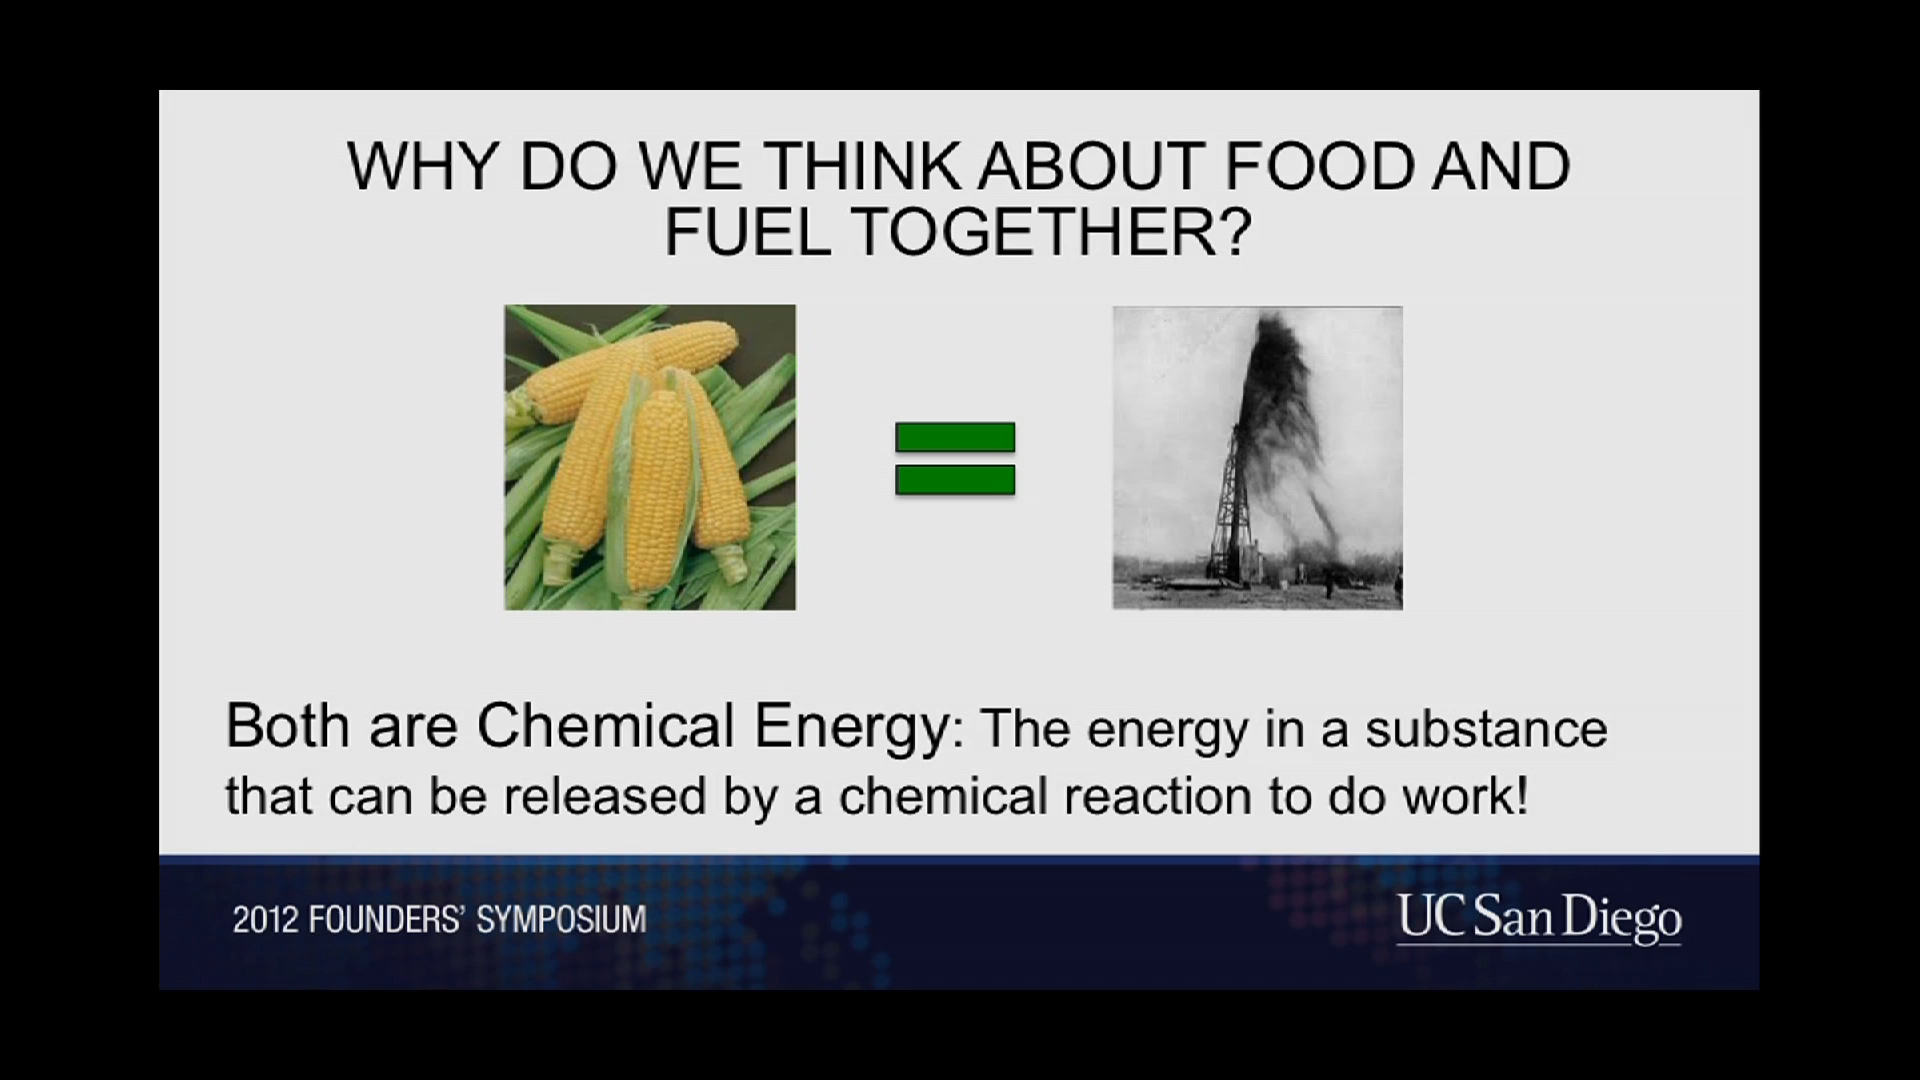 WHY DO WE THINK ABOUT FOOD AND
FUEL TOGETHER?
Both are Chemical Energy: The energy in a substance
that can be released by a chemical reaction to do work!
2012 FOUNDERS' SYMPOSIUM
UC San Diego